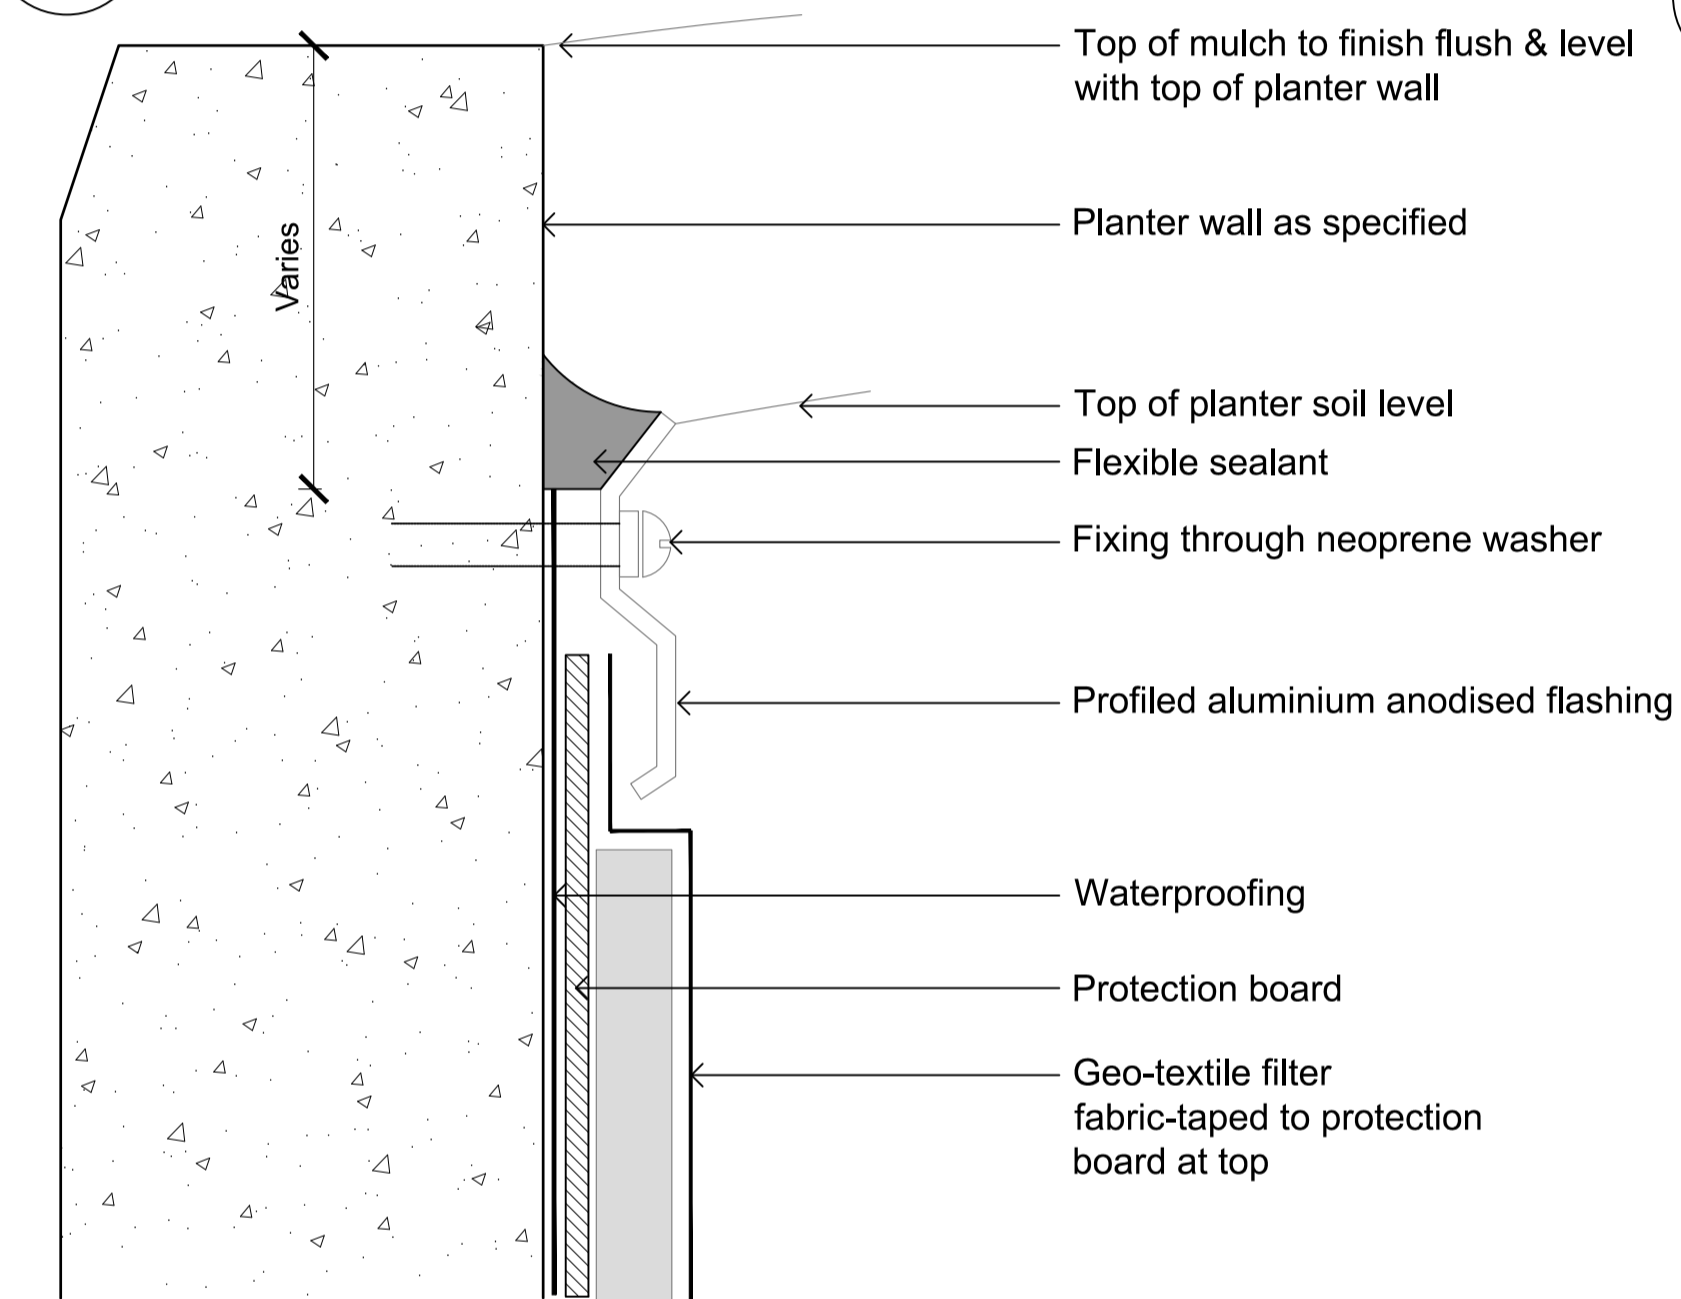 Top of mulch to finish flush & level
with top of planter wall
Varies
Planter wall as specified
Top of planter soil level
Flexible sealant
Fixing through neoprene washer
Profiled aluminium anodised flashing
Waterproofing
Protection board
Geo-textile filter
fabric-taped to protection
board at top